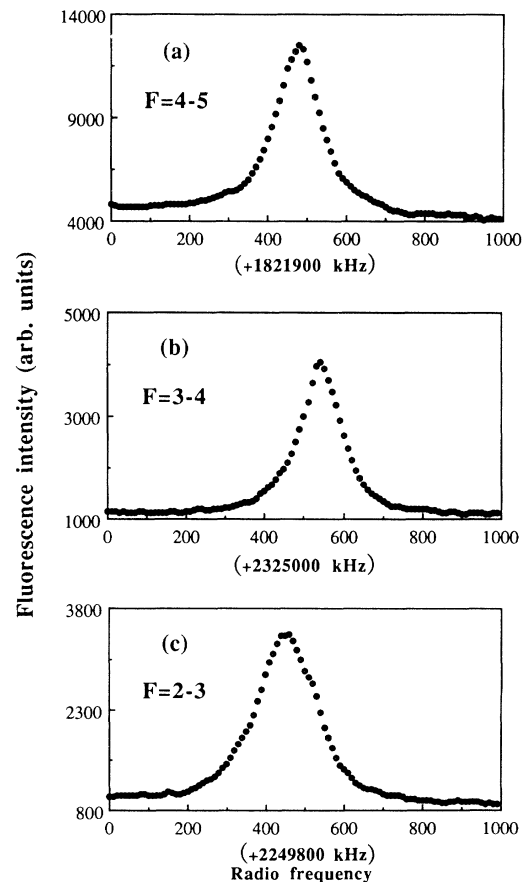 Fluorescence intensity (arb. units)
14000
9000
4000
(a)
F=4-5
0 200 400 600 800 1000
(+1821900 kHz)
5000
3000
1000
(b)
F=3-4
0 200 400 600 800 1000
(+2325000 kHz)
3800
2300
800
(c)
F=2-3
0 200 400 600 800 1000
(+2249800 kHz)
Radio frequency